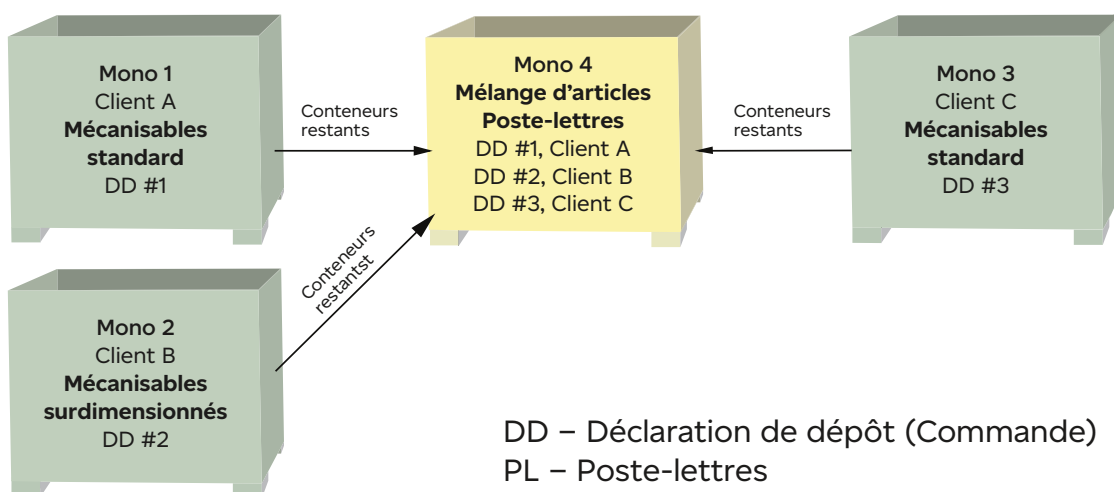 Mono 1
Client A
Mécanisables
standard
DD #1
Conteneurs
restants
Mono 4
Mélange d’articles
Poste-lettres
DD #1, Client A
DD #2, Client B
DD #3, Client C
Conteneurs
restants
Mono 3
Client C
Mécanisables
standard
DD #3
Conteneurs
restantst
Mono 2
Client B
Mécanisables
surdimensionnés
DD #2
DD – Déclaration de dépôt (Commande)
PL – Poste-lettres